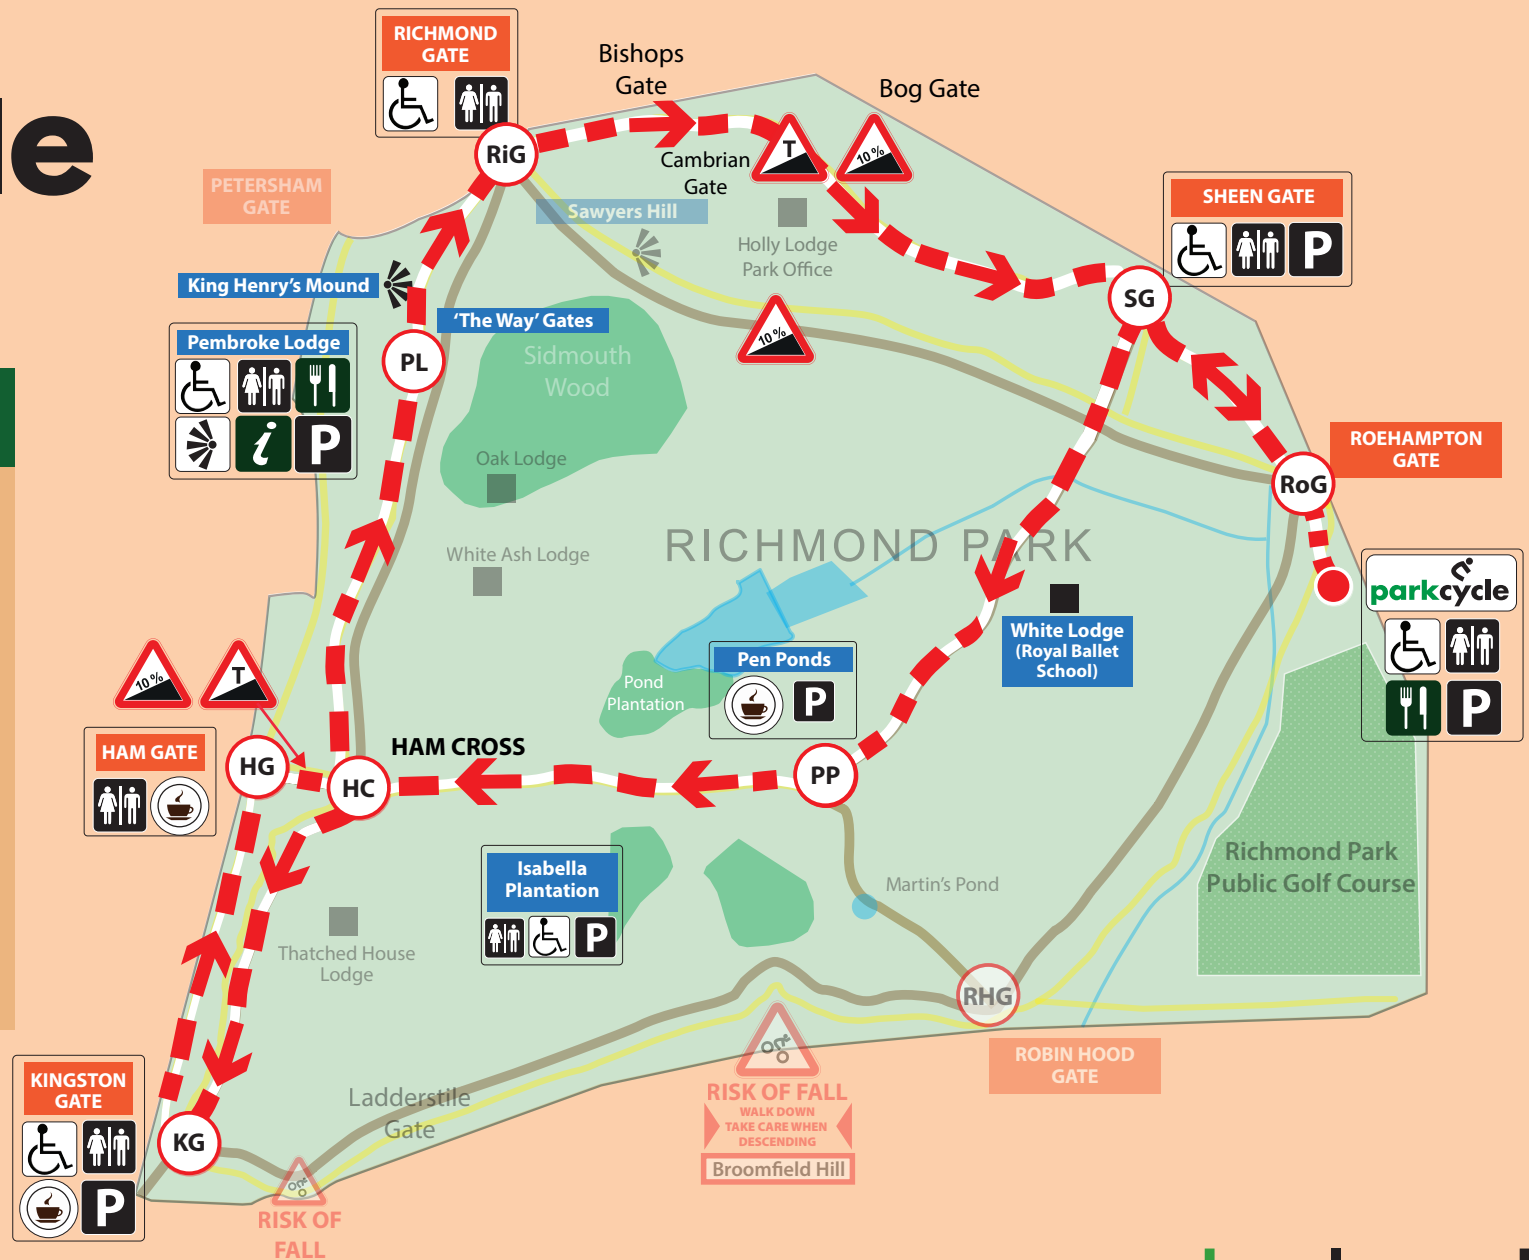 le
RICHMOND
GATE
Bishops
Gate
Bog Gate
RiG
T
10 %
Cambrian
Gate
PETERSHAM
GATE
Sawyers Hill
SHEEN GATE
P
Holly Lodge
Park Office
King Henry's Mound
SG
'The Way' Gates
10 %
Pembroke Lodge
PL
Sidmouth
Wood
i
P
ROEHAMPTON
GATE
Oak Lodge
RoG
RICHMOND PARK
White Ash Lodge
parkcycle
White Lodge
(Royal Ballet
School)
10 %
T
Pen Ponds
P
Pond
Plantation
P
HAM GATE
HG
HAM CROSS
HC
PP
Richmond Park
Public Golf Course
Isabella
Plantation
P
Martin's Pond
Thatched House
Lodge
RHG
ROBIN HOOD
GATE
KINGSTON
GATE
Ladderstile
Gate
RISK OF FALL
WALK DOWN
TAKE CARE WHEN
DESCENDING
Broomfield Hill
KG
P
RISK OF
FALL